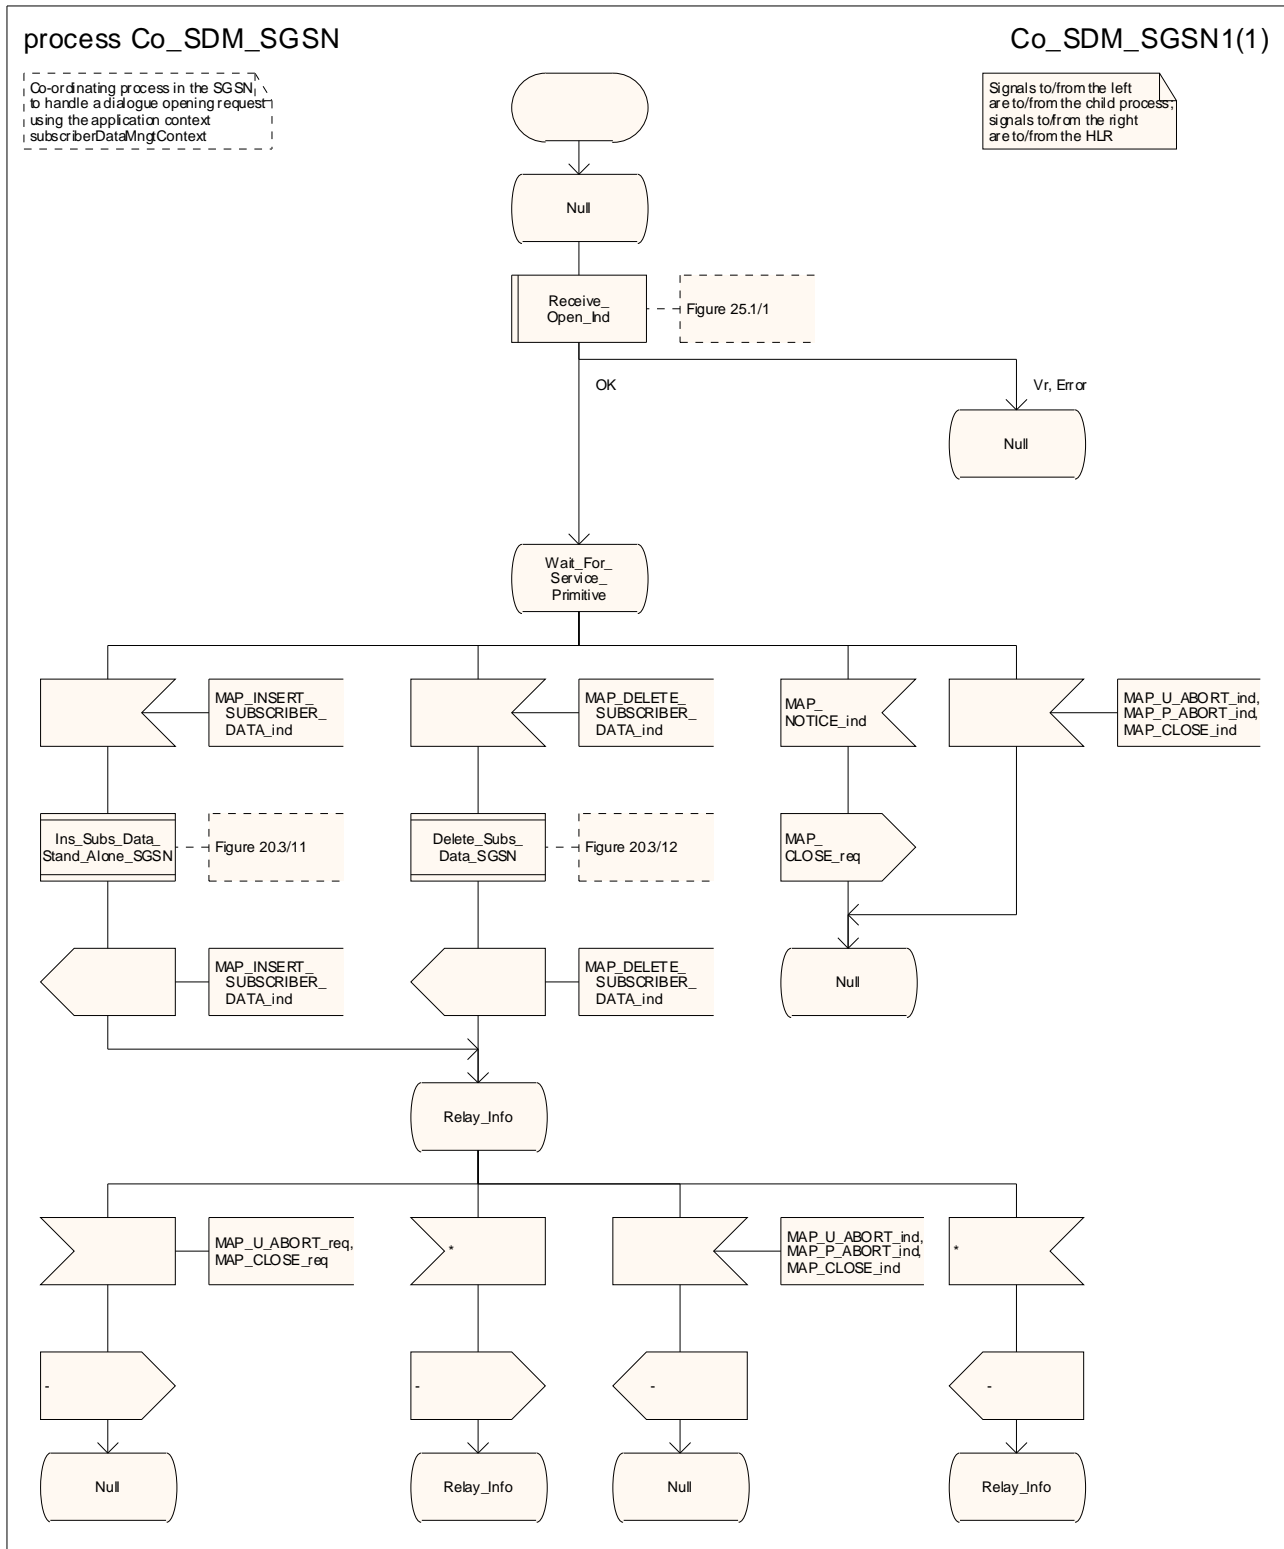 process Co_SDM_SGSN
Co_SDM_SGSN1(1)
Co-ordinating process in the SGSN
to handle a dialogue opening request
using the application context
subscriberDataMngtContext
Signals to/from the left
are to/from the child process;
signals to/from the right
are to/from the HLR
Null
Receive_
Open_Ind
Figure 25.1/1
OK
Vr, Error
Null
Wait_For_
Service_
Primitive
MAP_INSERT_
SUBSCRIBER_
DATA_ind
MAP_DELETE_
SUBSCRIBER_
DATA_ind
MAP_
NOTICE_ind
MAP_U_ABORT_ind,
MAP_P_ABORT_ind,
MAP_CLOSE_ind
Ins_Subs_Data_
Stand_Alone_SGSN
Figure 20.3/11
Delete_Subs_
Data_SGSN
Figure 20.3/12
MAP_
CLOSE_req
MAP_INSERT_
SUBSCRIBER_
DATA_ind
MAP_DELETE_
SUBSCRIBER_
DATA_ind
Null
Relay_Info
MAP_U_ABORT_req,
MAP_CLOSE_req
*
MAP_U_ABORT_ind,
MAP_P_ABORT_ind,
MAP_CLOSE_ind
*
-
-
-
-
Null
Relay_Info
Null
Relay_Info